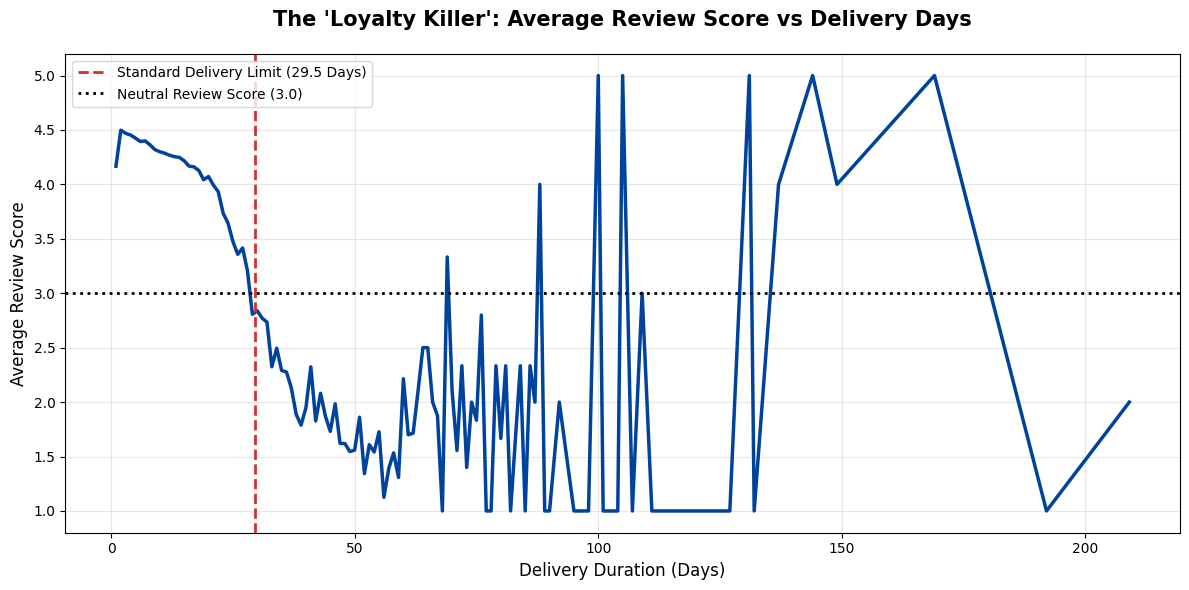 The 'Loyalty Killer': Average Review Score vs Delivery Days
Standard Delivery Limit (29.5 Days)
Neutral Review Score (3.0)
Average Review Score
5.0
4.5
4.0
3.5
3.0
2.5
2.0
1.5
1.0
0
50
100
150
200
Delivery Duration (Days)